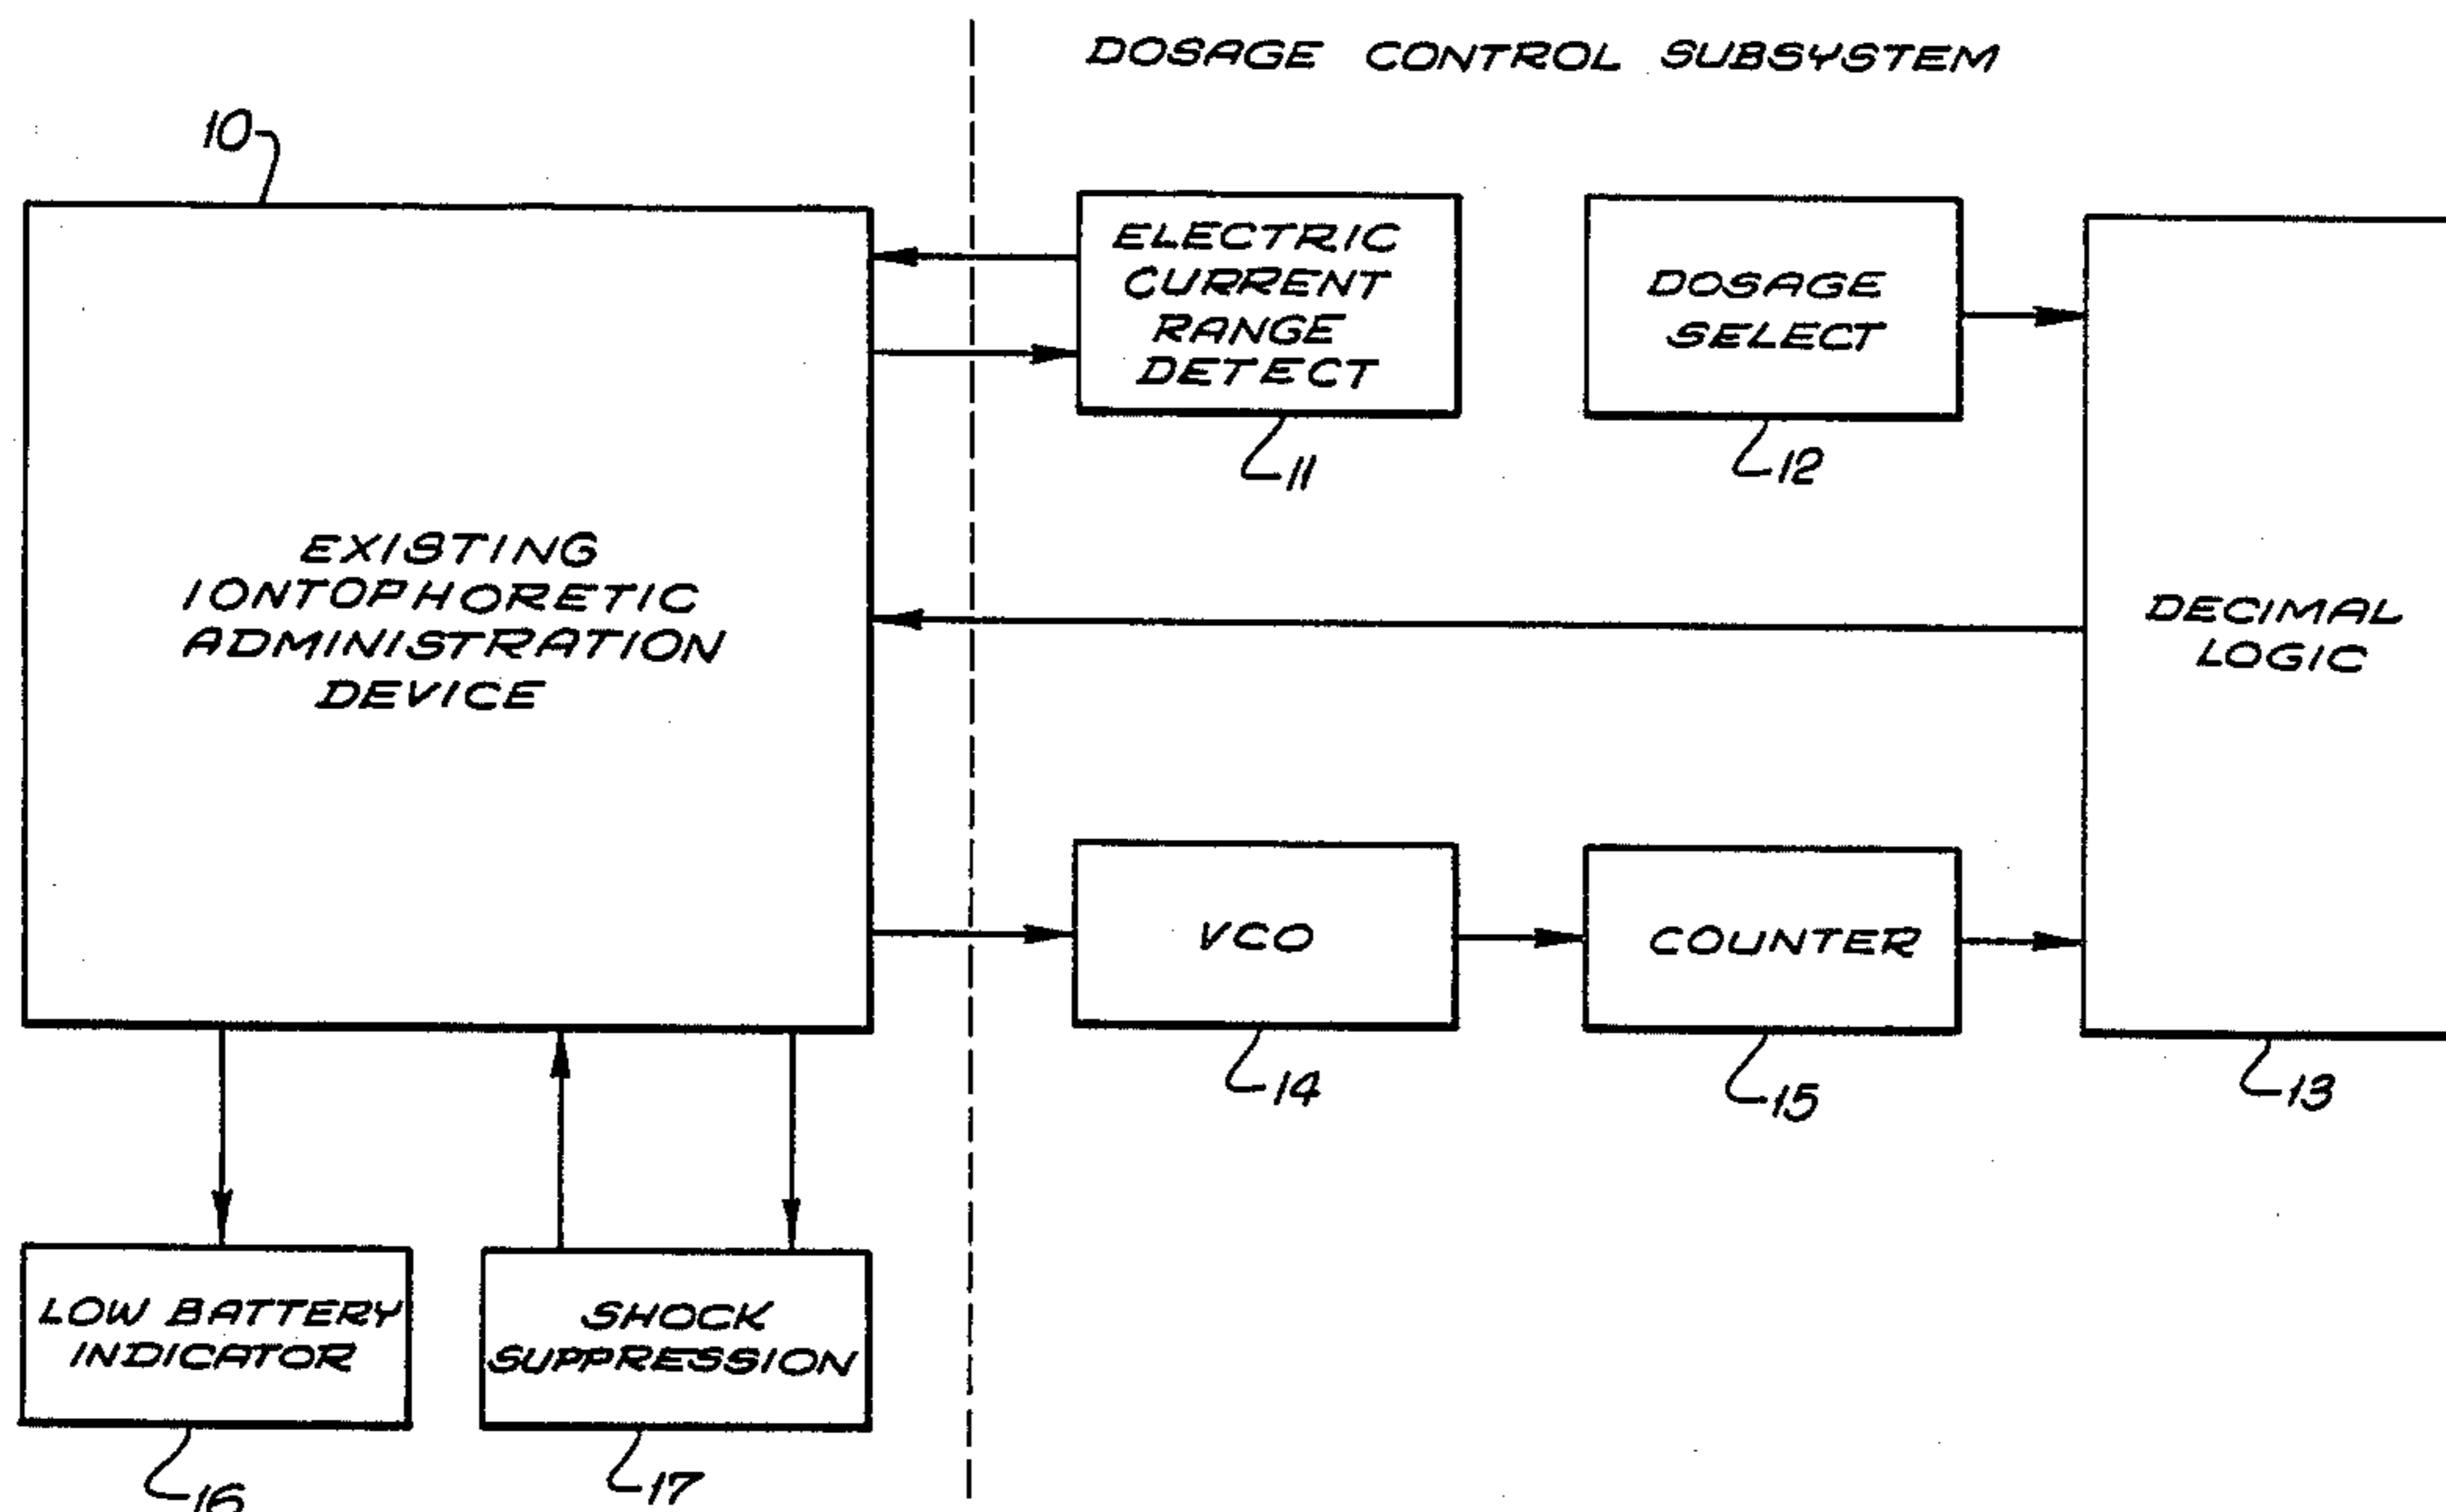 DOSAGE CONTROL SUBSYSTEM
10
ELECTRIC
CURRENT
RANGE
DETECT
11
DOSAGE
SELECT
12
EXISTING
IONTOPHORETIC
ADMINISTRATION
DEVICE
DECIMAL
LOGIC
13
VCO
14
COUNTER
15
LOW BATTERY
INDICATOR
16
SHOCK
SUPPRESSION
17